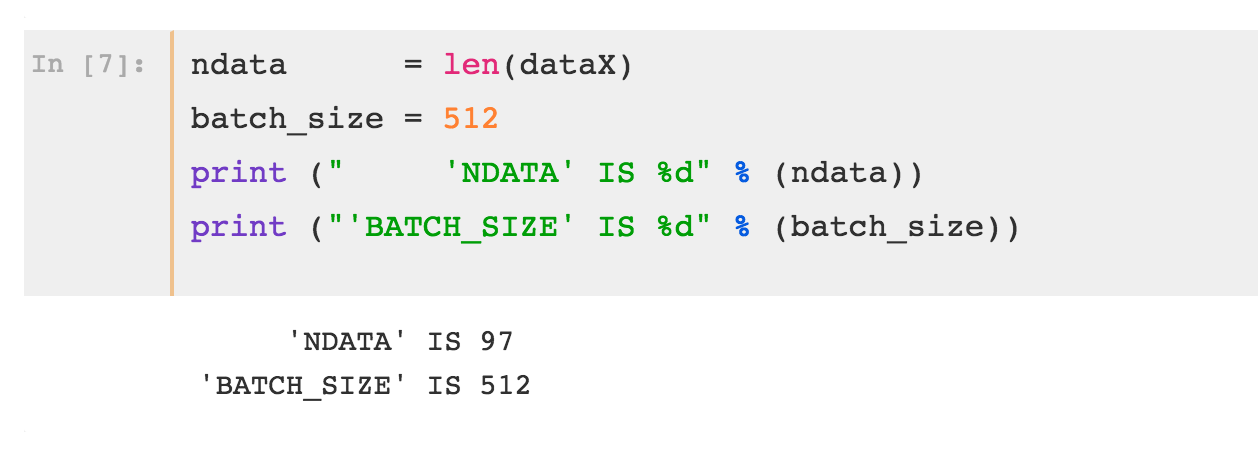 In [7]: ndata      = len(dataX)
batch_size = 512
print ("     'NDATA' IS %d" % (ndata))
print ("'BATCH_SIZE' IS %d" % (batch_size))
     'NDATA' IS 97
'BATCH_SIZE' IS 512